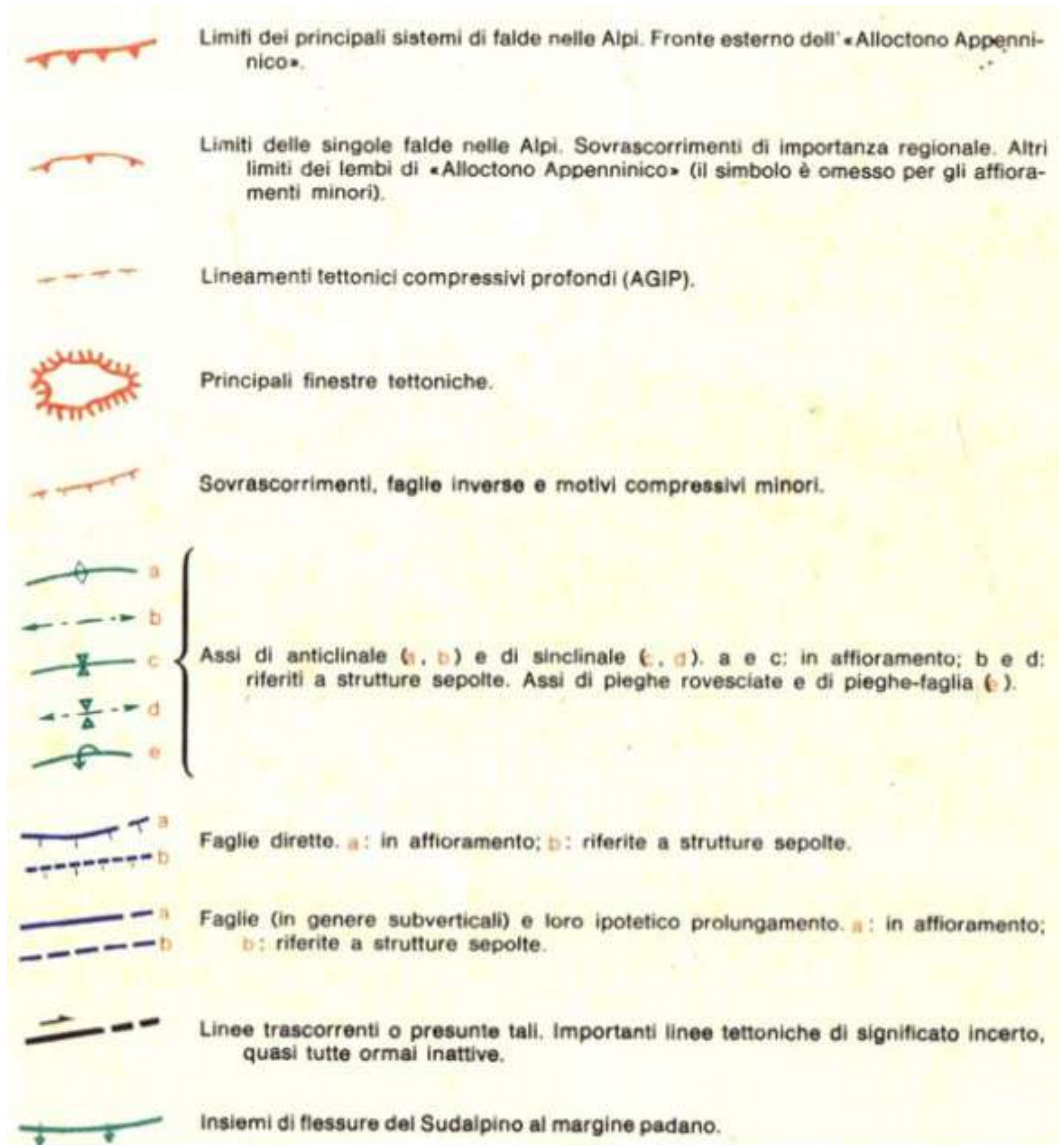 Limiti dei principali sistemi di falde nelle Alpi. Fronte esterno dell'«Alloctono Appenni-
nico».
Limiti delle singole falde nelle Alpi. Sovrascorrimenti di importanza regionale. Altri
limiti dei lembi di «Alloctono Appenninico» (il simbolo è omesso per gli affiora-
menti minori).
Lineamenti tettonici compressivi profondi (AGIP).
Principali finestre tettoniche.
Sovrascorrimenti, faglie inverse e motivi compressivi minori.
a
b
c
d
e
Assi di anticlinale (a, b) e di sinclinale (c, d). a e c: in affioramento; b e d:
riferiti a strutture sepolte. Assi di pieghe rovesciate e di pieghe-faglia (e).
a
b
Faglie dirette. a: in affioramento; b: riferite a strutture sepolte.
a
b
Faglie (in genere subverticali) e loro ipotetico prolungamento. a: in affioramento;
b: riferite a strutture sepolte.
Linee trascorrenti o presunte tali. Importanti linee tettoniche di significato incerto,
quasi tutte ormai inattive.
Insiemi di flessure del Sudalpino al margine padano.